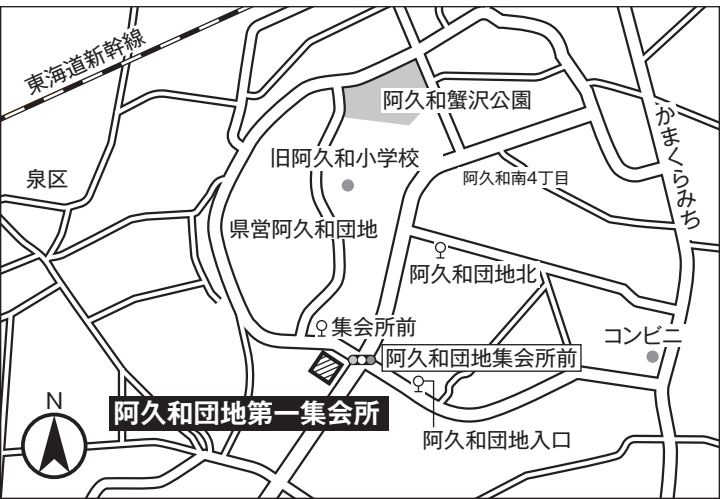 東海道新幹線
阿久和蟹沢公園
かまくらみち
旧阿久和小学校
泉区
阿久和南4丁目
県営阿久和団地
阿久和団地北
集会所前
コンビニ
阿久和団地集会所前
N
阿久和団地第一集会所
阿久和団地入口